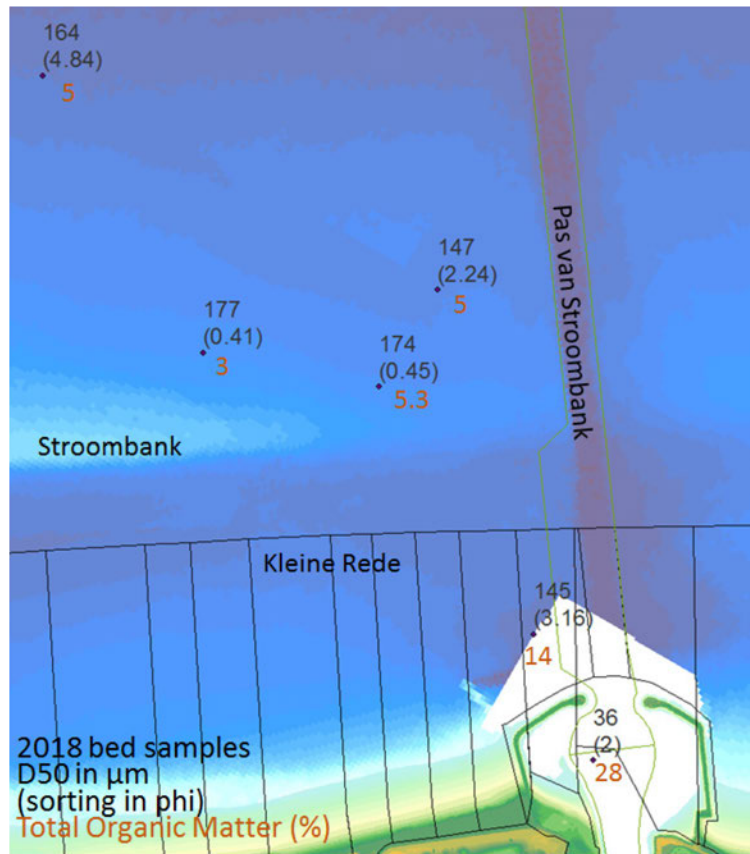 164
(4.84)
5
Pas van Stroombank
147
(2.24)
5
177
(0.41)
3
174
(0.45)
5.3
Stroombank
Kleine Rede
145
(3.16)
14
36
(2)
28
2018 bed samples
D50 in µm
(sorting in phi)
Total Organic Matter (%)